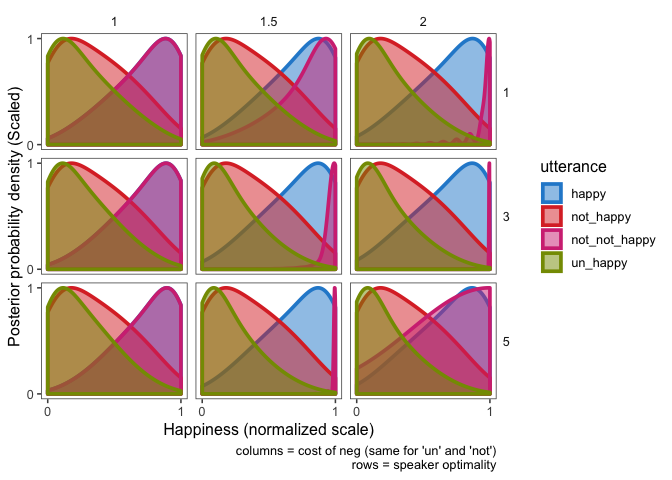 1 1.5 2
Posterior probability density (Scaled)
1
0
1
1
0
3
1
0
5
0 1 0 1 0 1
Happiness (normalized scale)
columns = cost of neg (same for 'un' and 'not')
rows = speaker optimality
utterance
happy
not_happy
not_not_happy
un_happy